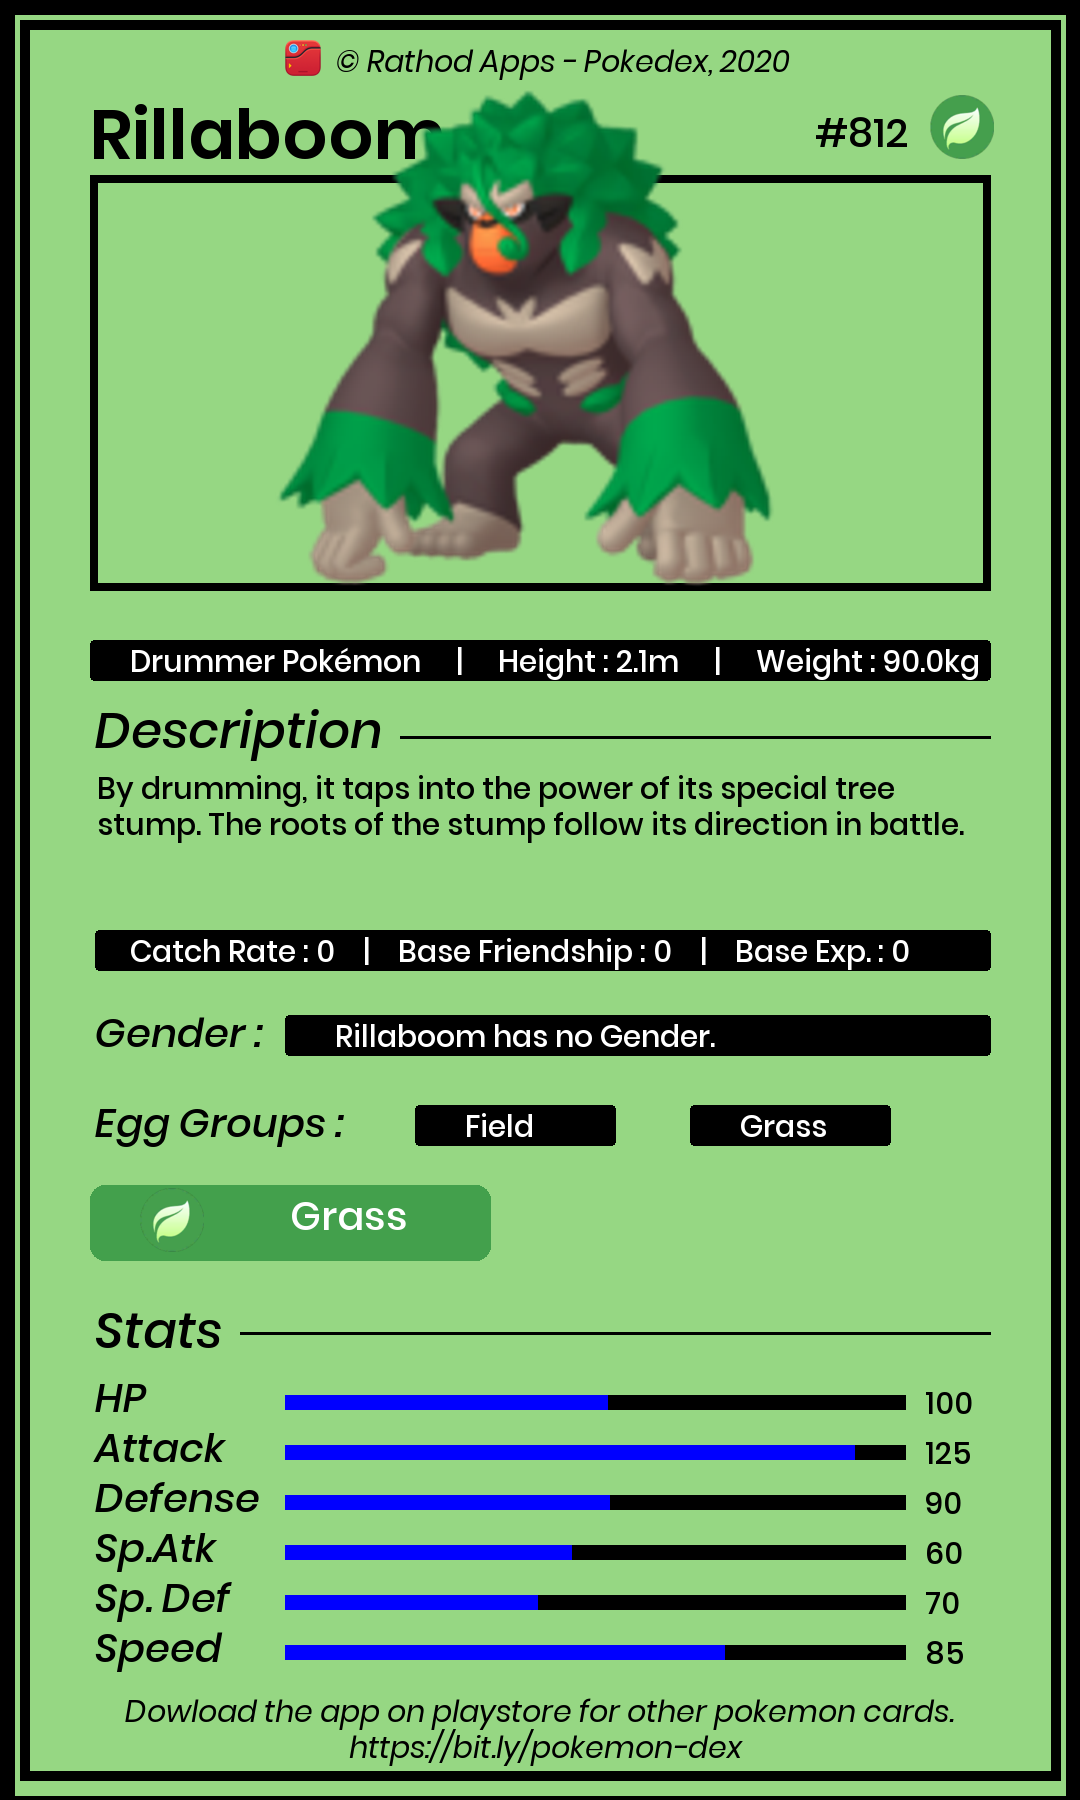 © Rathod Apps - Pokedex, 2020
Rillaboom #812
Drummer Pokémon | Height : 2.1m | Weight : 90.0kg
Description
By drumming, it taps into the power of its special tree
stump. The roots of the stump follow its direction in battle.
Catch Rate : 0 | Base Friendship : 0 | Base Exp. : 0
Gender : Rillaboom has no Gender.
Egg Groups : Field Grass
Grass
Stats
HP 100
Attack 125
Defense 90
Sp.Atk 60
Sp. Def 70
Speed 85
Dowload the app on playstore for other pokemon cards.
https://bit.ly/pokemon-dex